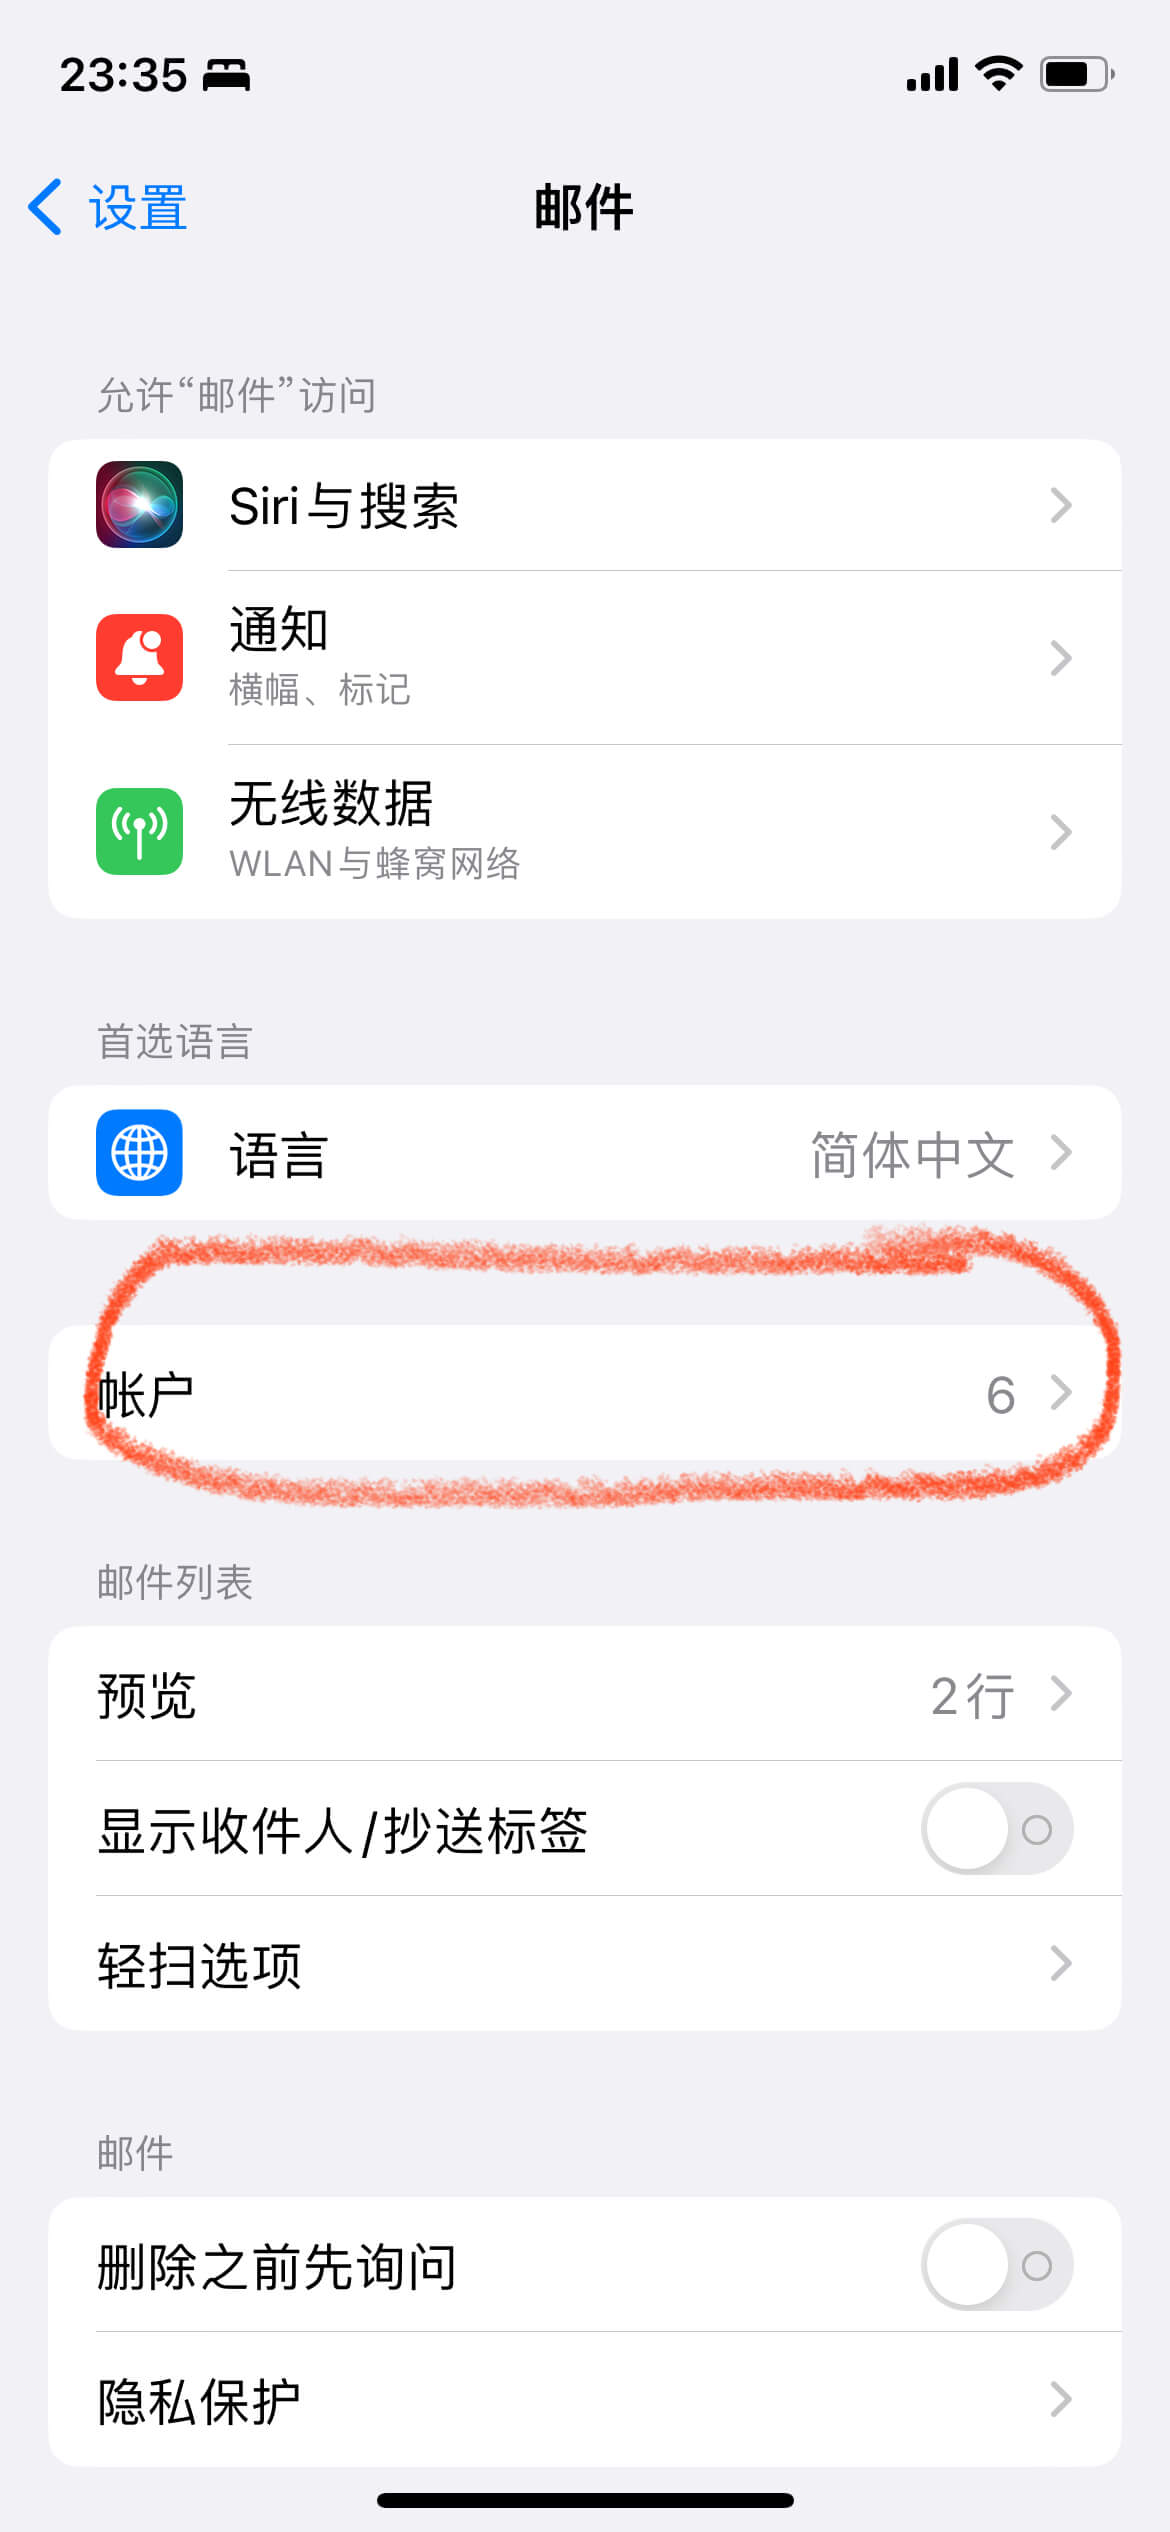 23:35
设置
邮件
允许“邮件”访问
Siri与搜索
通知
横幅、标记
无线数据
WLAN与蜂窝网络
首选语言
语言 简体中文
帐户 6
邮件列表
预览 2行
显示收件人/抄送标签
轻扫选项
邮件
删除之前先询问
隐私保护